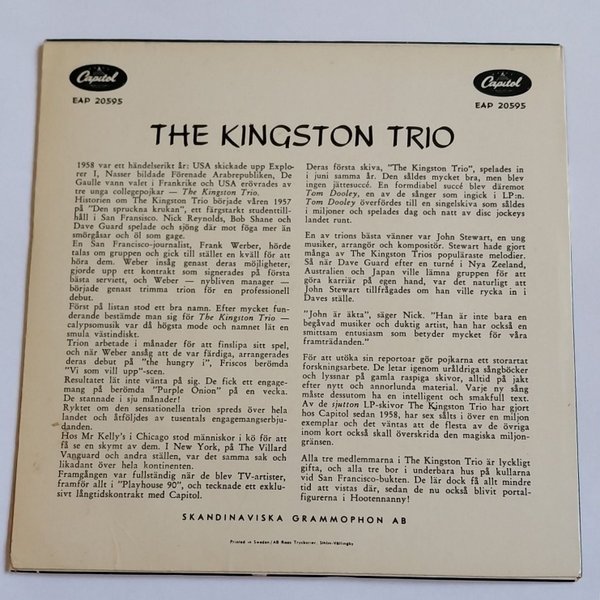 Capitol
EAP 20595
Capitol
EAP 20595
THE KINGSTON TRIO
1958 var ett händelserikt år: USA skickade upp Explo-
rer I, Nasser bildade Förenade Arabrepubliken, De
Gaulle vann valet i Frankrike och USA erövrades av
tre unga collegepojkar — The Kingston Trio.
Historien om The Kingston Trio började våren 1957
på "Den spruckna krukan", ett färgstarkt studenttill-
håll i San Fransisco. Nick Reynolds, Bob Shane och
Dave Guard spelade och sjöng där mot föga mer än
smörgåsar och öl som gage.
En San Francisco-journalist, Frank Werber, hörde
talas om gruppen och gick till stället en kväll för att
höra dem. Weber insåg genast deras möjligheter,
gjorde upp ett kontrakt som signerades på första
bästa serviett, och Weber — nybliven manager —
började genast trimma trion för en professionell
debut.
Först på listan stod ett bra namn. Efter mycket fun-
derande bestämde man sig för The Kingston Trio —
calypsomusik var då högsta mode och namnet lät en
smula västindiskt.
Trion arbetade i månader för att finslipa sitt spel,
och när Weber ansåg att de var färdiga, arrangerades
deras debut på "the hungry i", Friscos berömda
"Vi som vill upp"-scen.
Resultatet lät inte vänta på sig. De fick ett engage-
mang på berömda "Purple Onion" på en vecka.
De stannade i sju månader!
Ryktet om den sensationella trion spreds över hela
landet och åtföljdes av tusentals engagemangserbju-
danden.
Hos Mr Kelly's i Chicago stod människor i kö för att
få se en skymt av dem. I New York, på The Villard
Vanguard och andra ställen, var det samma sak och
likadant över hela kontinenten.
Framgången var fullständig när de blev TV-artister,
framför allt i "Playhouse 90", och tecknade ett exklu-
sivt långtidskontrakt med Capitol.
Deras första skiva, "The Kingston Trio", spelades in
i juni samma år. Den såldes mycket bra, men blev
ingen jättesuccé. En formdiabel succé blev däremot
Tom Dooley, en av de sånger som ingick i LP:n.
Tom Dooley överfördes till en singelskiva som såldes
i miljoner och spelades dag och natt av disc jockeys
landet runt.
En av trions bästa vänner var John Stewart, en ung
musiker, arrangör och kompositör. Stewart hade gjort
många av The Kingston Trios populäraste melodier.
Så när Dave Guard efter en turné i Nya Zeeland,
Australien och Japan ville lämna gruppen för att
göra karriär på egen hand, var det naturligt att
John Stewart tillfrågades om han ville rycka in i
Daves ställe.
"John är äkta", säger Nick. "Han är inte bara en
begåvad musiker och duktig artist, han har också en
smittsam entusiasm som betyder mycket för våra
framträdanden."
För att utöka sin reportoar gör pojkarna ett storartat
forskningsarbete. De letar igenom uråldriga sångböcker
och lyssnar på gamla raspiga skivor, alltid på jakt
efter nytt och annorlunda material. Varje ny sång
måste dessutom ha en intelligent och smakfull text.
Av de sjutton LP-skivor The Kingston Trio har gjort
hos Capitol sedan 1958, har sex sålts i över en miljon
exemplar och det väntas att de flesta av de övriga
inom kort också skall överskrida den magiska miljon-
gränsen.
Alla tre medlemmarna i The Kingston Trio är lyckligt
gifta, och alla tre bor i underbara hus på kullarna
vid San Francisco-bukten. De lär dock få allt mindre
tid att vistas där, sedan de nu också blivit portal-
figurerna i Hootennanny!
SKANDINAVISKA GRAMMOPHON AB
Printed in Sweden/AB Roos Tryckerier, Sthlm-Vällingby